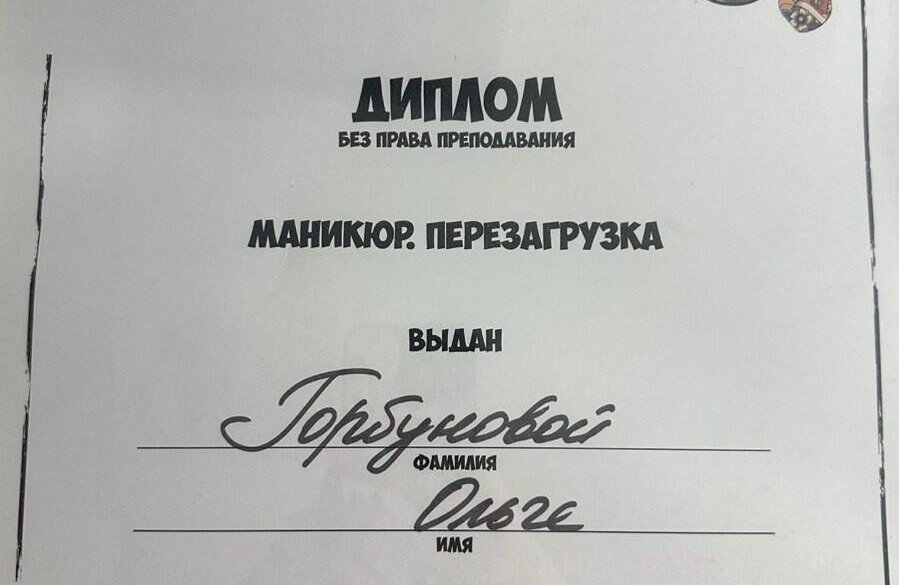 ДИПЛОМ
БЕЗ ПРАВА ПРЕПОДАВАНИЯ
МАНИКЮР. ПЕРЕЗАГРУЗКА
ВЫДАН
Горбуновой
ФАМИЛИЯ
Ольге
ИМЯ